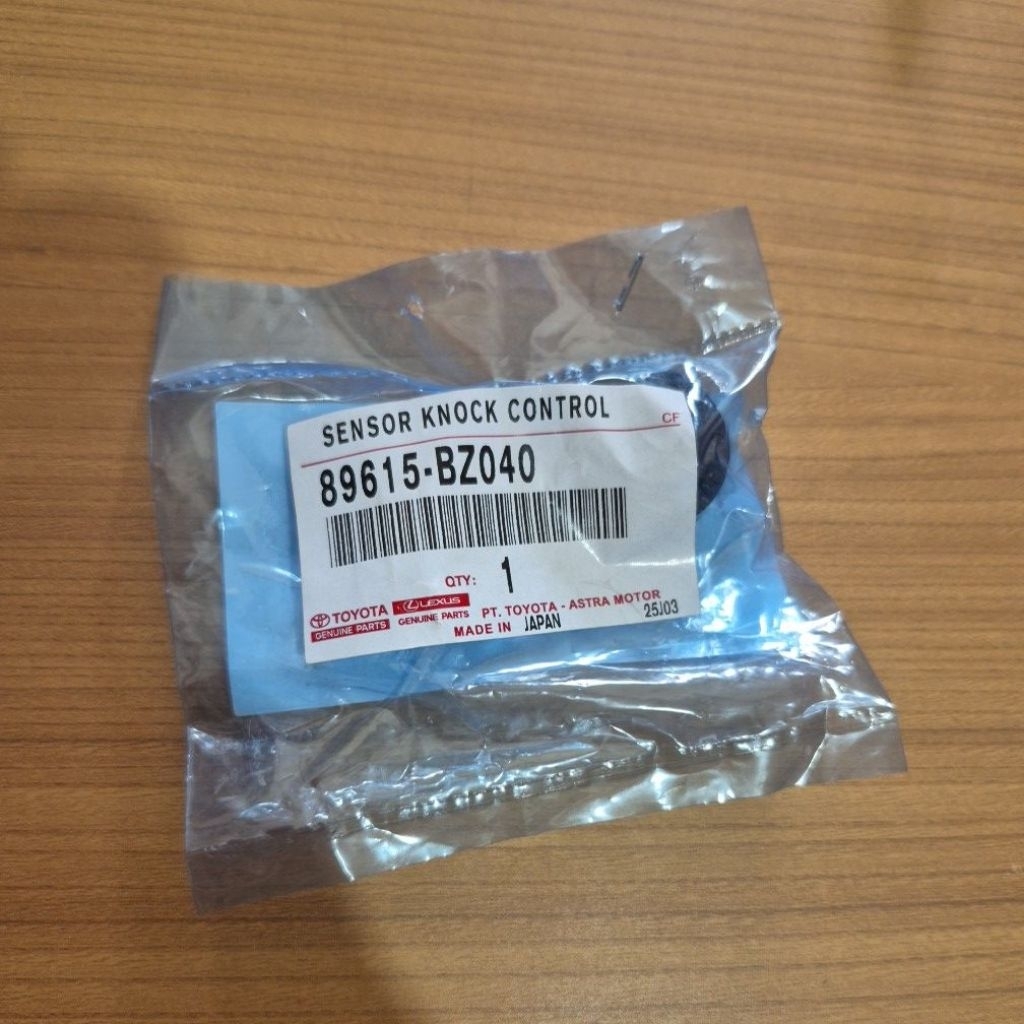 SENSOR KNOCK CONTROL
CF
89615-BZ040
QTY: 1
TOYOTA
GENUINE PARTS
LEXUS
GENUINE PARTS
PT. TOYOTA - ASTRA MOTOR
MADE IN JAPAN
25J03